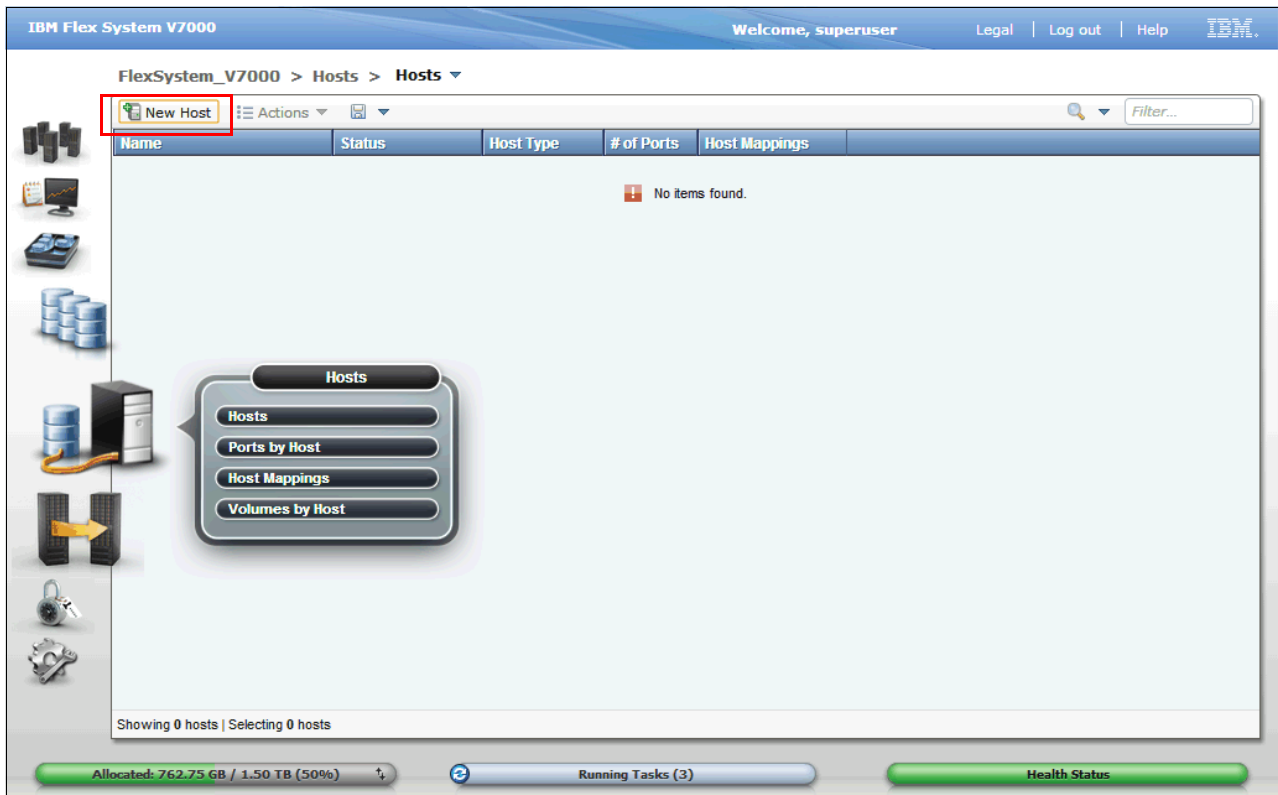 IBM Flex System V7000 Welcome, superuser Legal | Log out | Help IBM.
FlexSystem_V7000 > Hosts > Hosts
New Host Actions Filter...
Name Status Host Type # of Ports Host Mappings
No items found.
Hosts
Hosts
Ports by Host
Host Mappings
Volumes by Host
Showing 0 hosts | Selecting 0 hosts
Allocated: 762.75 GB / 1.50 TB (50%) Running Tasks (3) Health Status